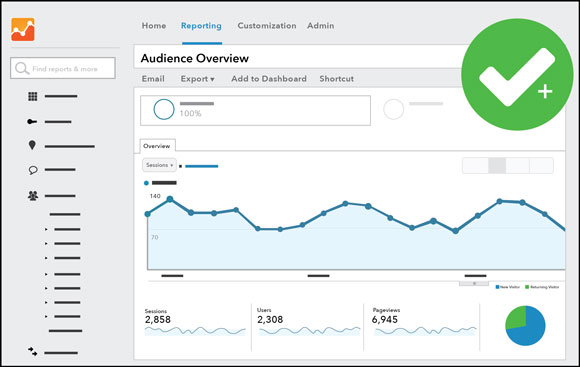 Home Reporting Customization Admin
Audience Overview
Find reports & more
Email Export ▾ Add to Dashboard Shortcut
100%
Overview
Sessions
140
70
New Visitor Returning Visitor
Sessions Users Pageviews
2,858 2,308 6,945